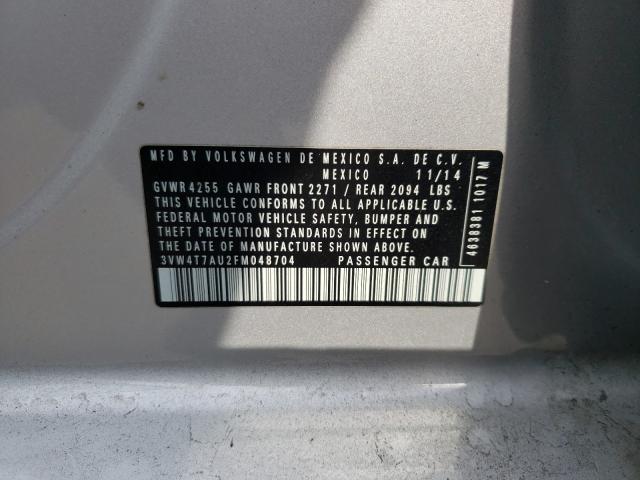 MFD BY VOLKSWAGEN DE MEXICO S.A. DE C.V.
MEXICO 11/14
GVWR 4255 GAWR FRONT 2271 / REAR 2094 LBS
THIS VEHICLE CONFORMS TO ALL APPLICABLE U.S.
FEDERAL MOTOR VEHICLE SAFETY, BUMPER AND
THEFT PREVENTION STANDARDS IN EFFECT ON
THE DATE OF MANUFACTURE SHOWN ABOVE.
3VW4T7AU2FM048704 PASSENGER CAR
4638381 1017 M